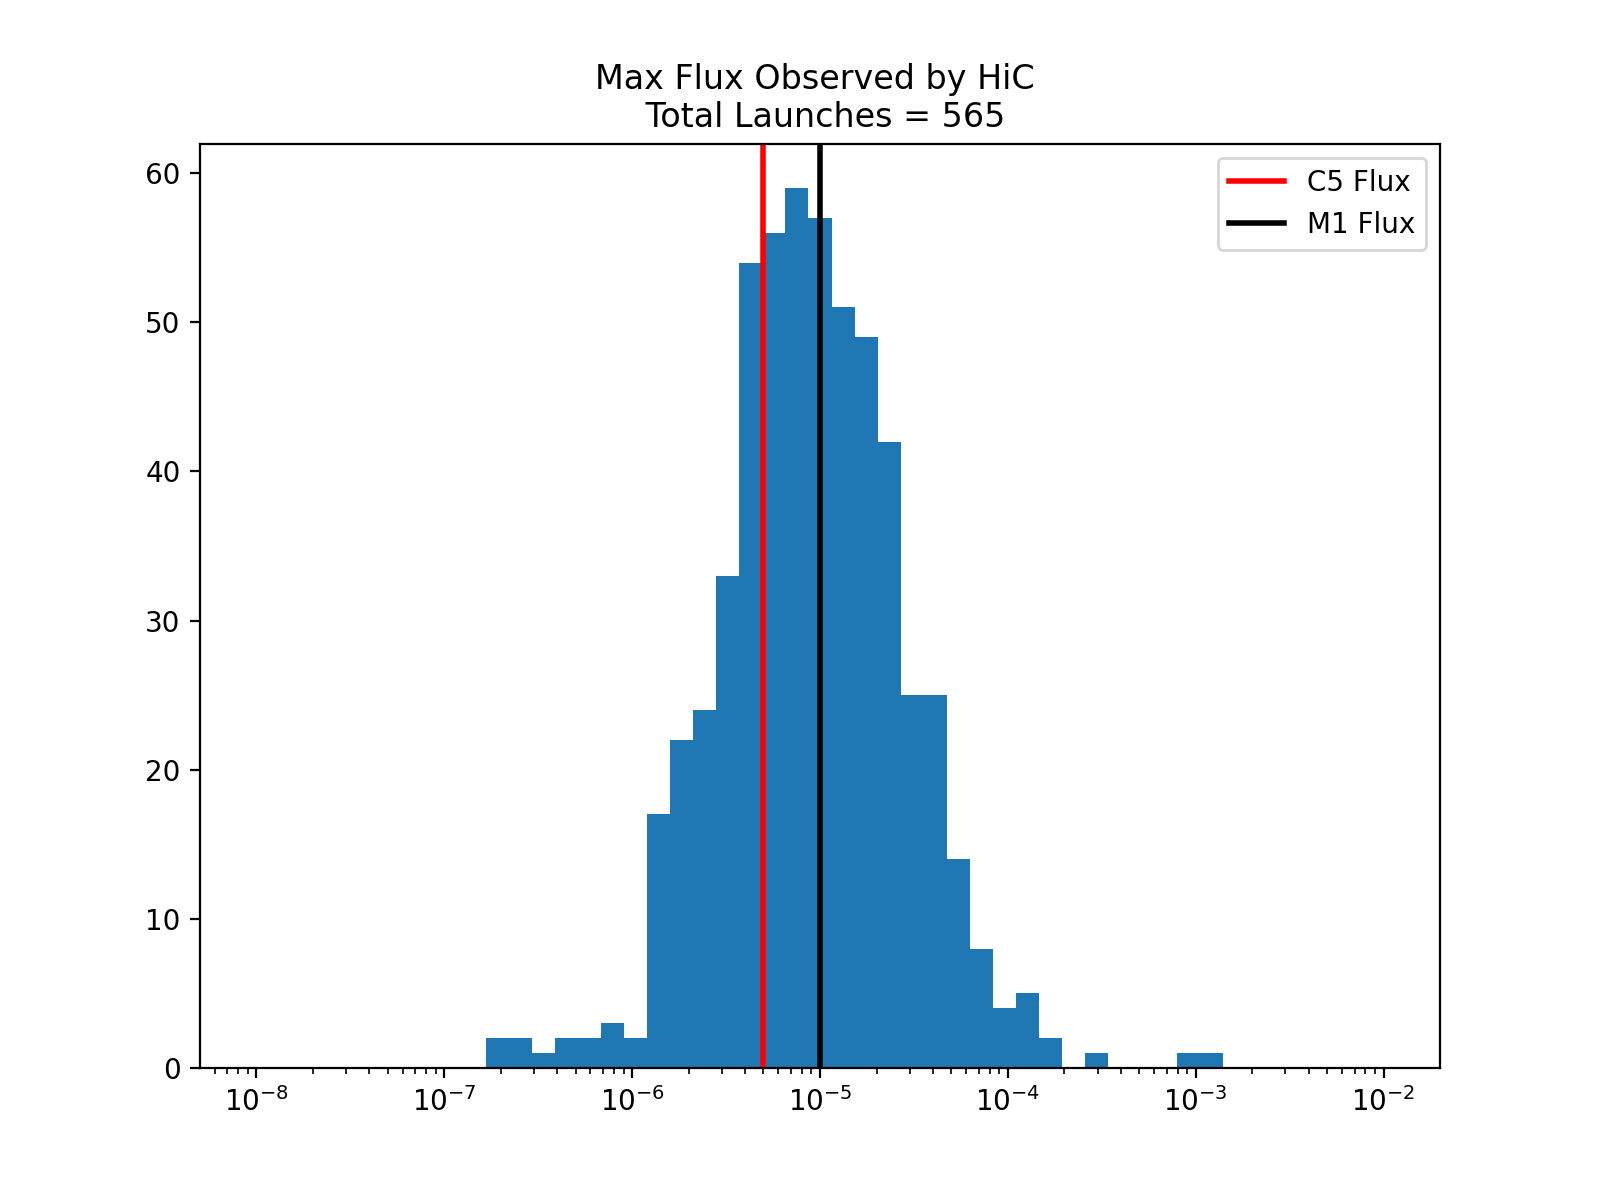 Max Flux Observed by HiC
Total Launches = 565
C5 Flux
M1 Flux
60
50
40
30
20
10
0
10⁻⁸ 10⁻⁷ 10⁻⁶ 10⁻⁵ 10⁻⁴ 10⁻³ 10⁻²